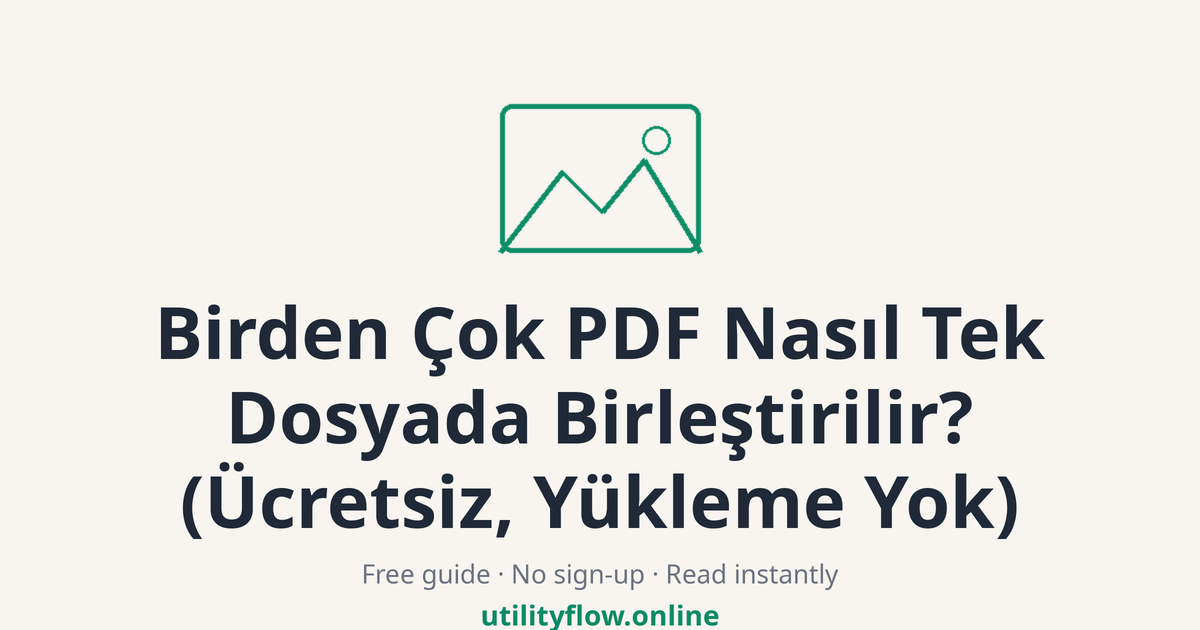 Birden Çok PDF Nasıl Tek
Dosyada Birleştirilir?
(Ücretsiz, Yükleme Yok)
Free guide · No sign-up · Read instantly
utilityflow.online